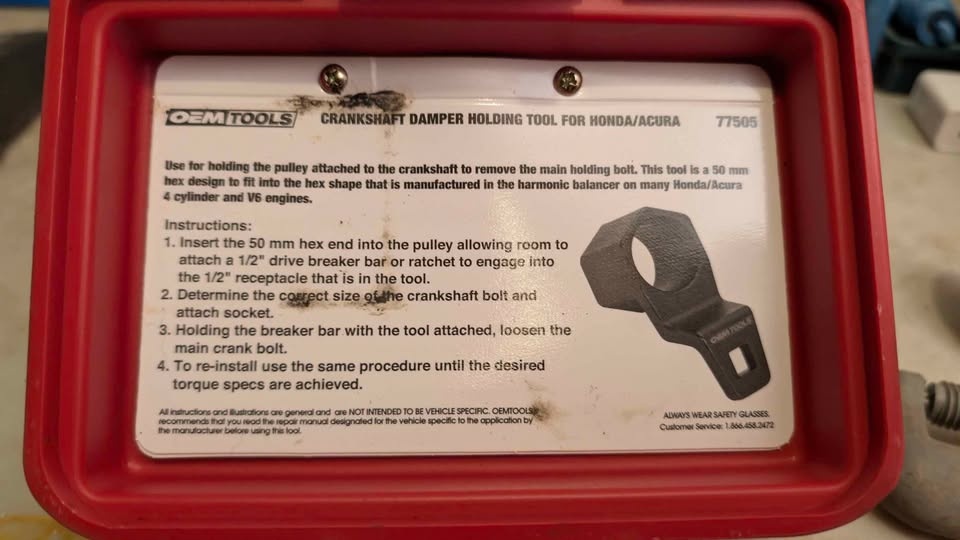 OEMTOOLS CRANKSHAFT DAMPER HOLDING TOOL FOR HONDA/ACURA 77505
Use for holding the pulley attached to the crankshaft to remove the main holding bolt. This tool is a 50 mm
hex design to fit into the hex shape that is manufactured in the harmonic balancer on many Honda/Acura
4 cylinder and V6 engines.
Instructions:
1. Insert the 50 mm hex end into the pulley allowing room to
attach a 1/2" drive breaker bar or ratchet to engage into
the 1/2" receptacle that is in the tool.
2. Determine the correct size of the crankshaft bolt and
attach socket.
3. Holding the breaker bar with the tool attached, loosen the
main crank bolt.
4. To re-install use the same procedure until the desired
torque specs are achieved.
OEMTOOLS
All instructions and illustrations are general and are NOT INTENDED TO BE VEHICLE SPECIFIC. OEMTOOLS
recommends that you read the repair manual designated for the vehicle specific to the application by
the manufacturer before using this tool.
ALWAYS WEAR SAFETY GLASSES.
Customer Service: 1.866.458.2472